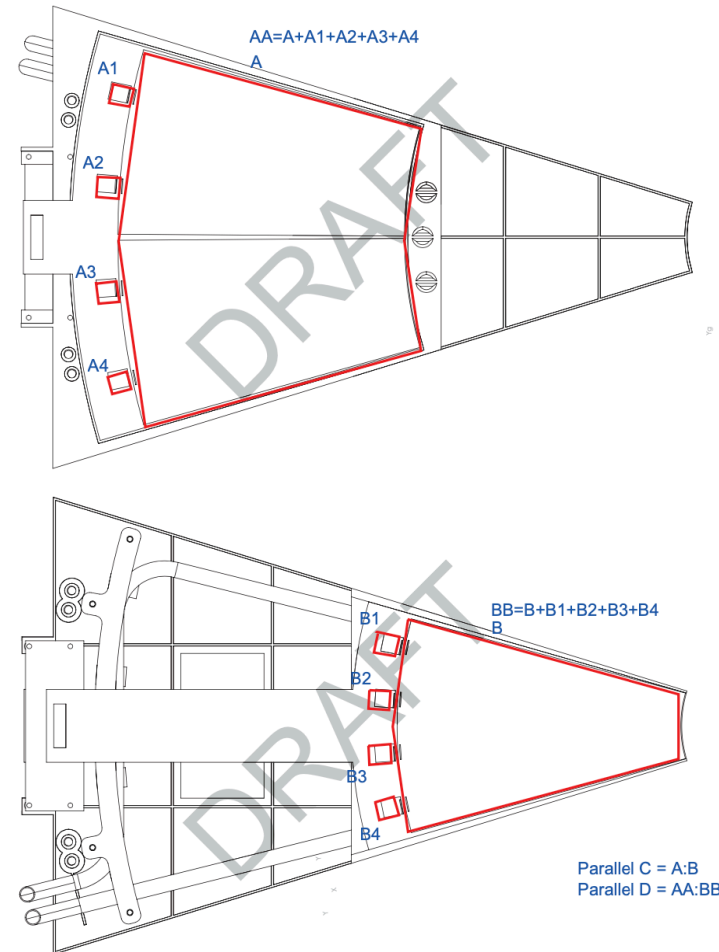 AA=A+A1+A2+A3+A4
A
A1
A2
A3
A4
DRAFT
BB=B+B1+B2+B3+B4
B
B1
B2
B3
B4
DRAFT
Parallel C = A:B
Parallel D = AA:BB